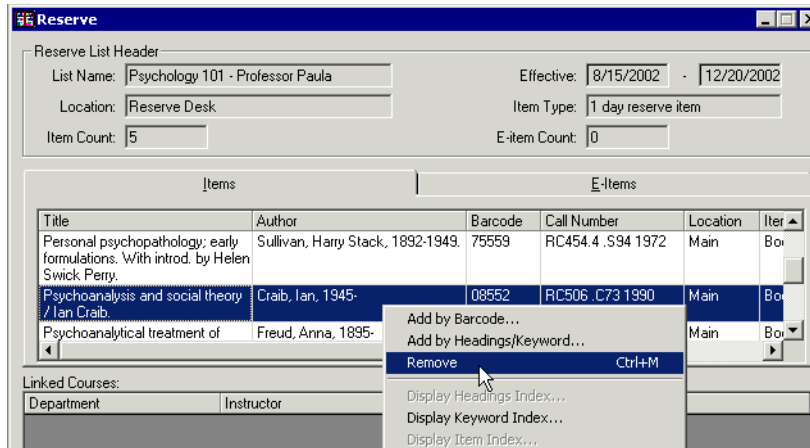 Reserve
Reserve List Header
List Name: Psychology 101 - Professor Paula Effective: 8/15/2002 - 12/20/2002
Location: Reserve Desk Item Type: 1 day reserve item
Item Count: 5 E-item Count: 0
Items E-Items
Title Author Barcode Call Number Location Iter
Personal psychopathology; early Sullivan, Harry Stack, 1892-1949. 75559 RC454.4 .S94 1972 Main Boo
formulations. With introd. by Helen
Swick Perry.
Psychoanalysis and social theory Craib, Ian, 1945- 08552 RC506 .C73 1990 Main Boo
/ Ian Craib.
Psychoanalytical treatment of Freud, Anna, 1895- Main Boo
Add by Barcode...
Add by Headings/Keyword...
Remove Ctrl+M
Linked Courses:
Department Instructor
Display Headings Index...
Display Keyword Index...
Display Item Index...